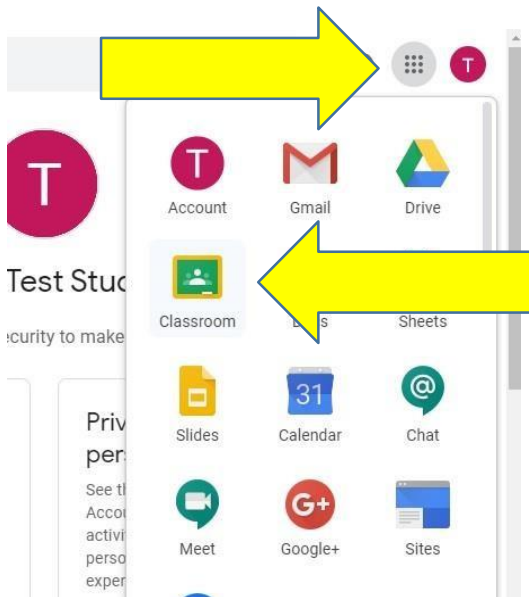 T
T
T
Account Gmail Drive
Test Stud
Classroom Sheets
ecurity to make
31
Slides Calendar Chat
Priv
per
See th
Accou
activi
perso
exper
G+
Meet Google+ Sites